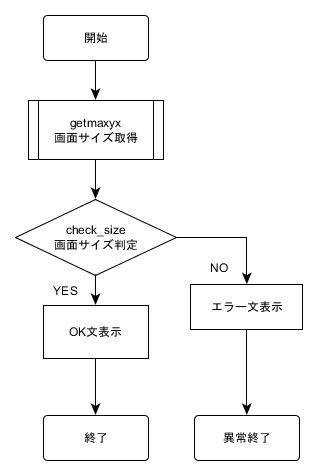 開始
getmaxyx
画面サイズ取得
check_size
画面サイズ判定
NO
YES
エラー文表示
OK文表示
終了
異常終了